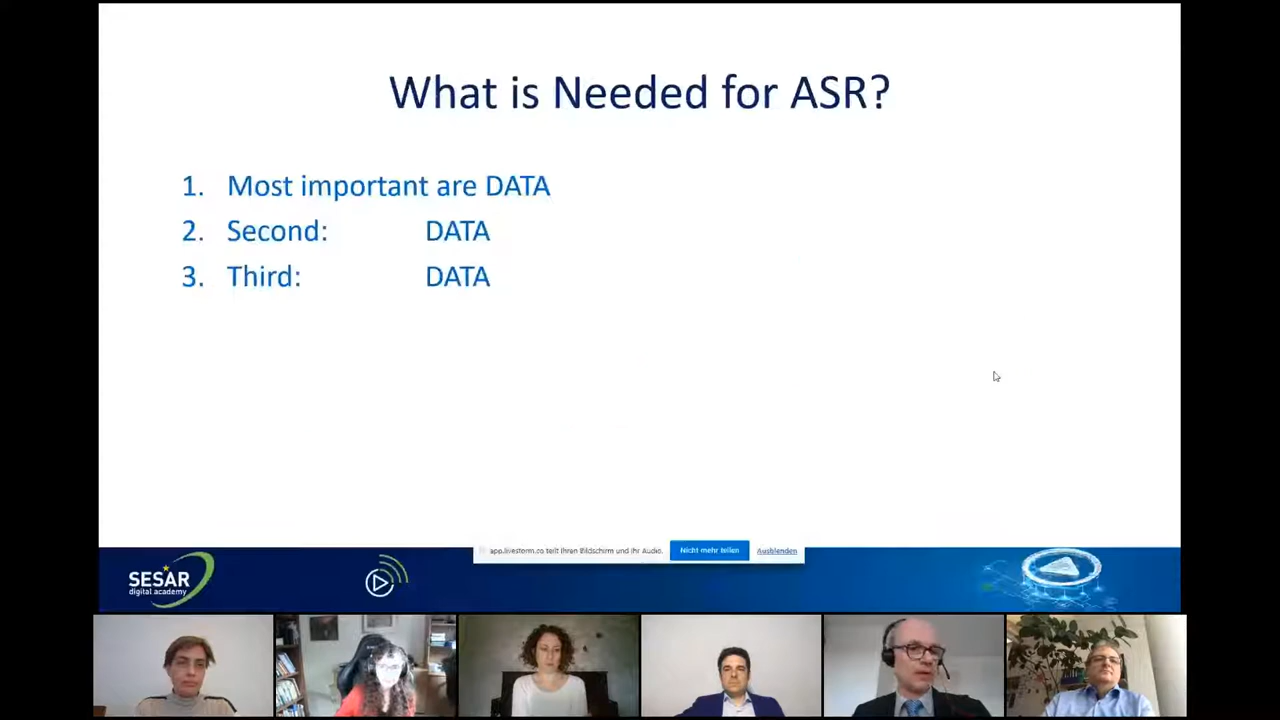 What is Needed for ASR?
1. Most important are DATA
2. Second: DATA
3. Third: DATA
app.livestorm.co teilt Ihren Bildschirm und Ihr Audio.
Nicht mehr teilen
Ausblenden
SESAR
digital academy